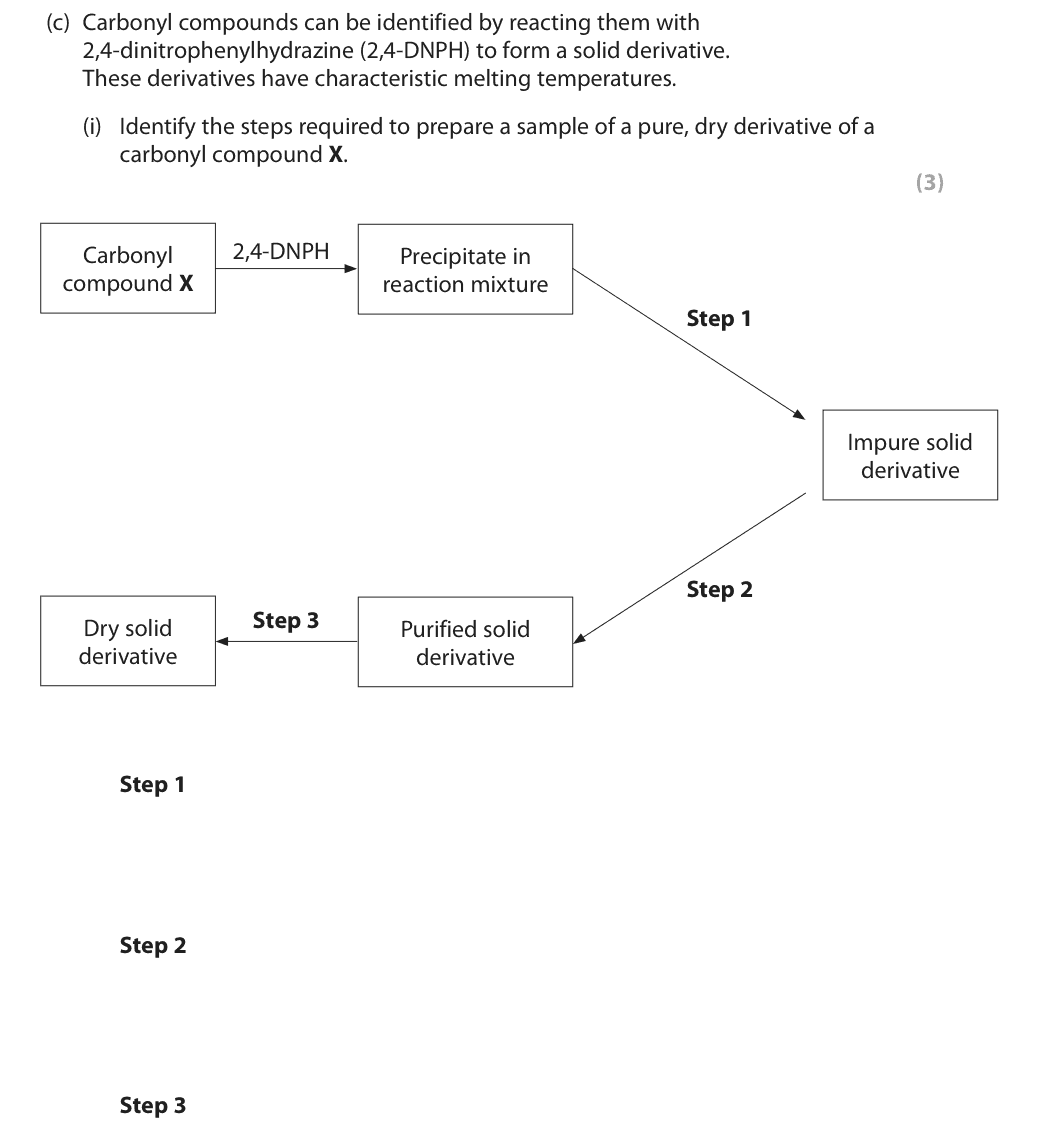 (c) Carbonyl compounds can be identified by reacting them with
2,4-dinitrophenylhydrazine (2,4-DNPH) to form a solid derivative.
These derivatives have characteristic melting temperatures.
(i) Identify the steps required to prepare a sample of a pure, dry derivative of a
carbonyl compound X.
(3)
Carbonyl
compound X
2,4-DNPH
Precipitate in
reaction mixture
Step 1
Impure solid
derivative
Step 2
Purified solid
derivative
Step 3
Dry solid
derivative
Step 1
Step 2
Step 3